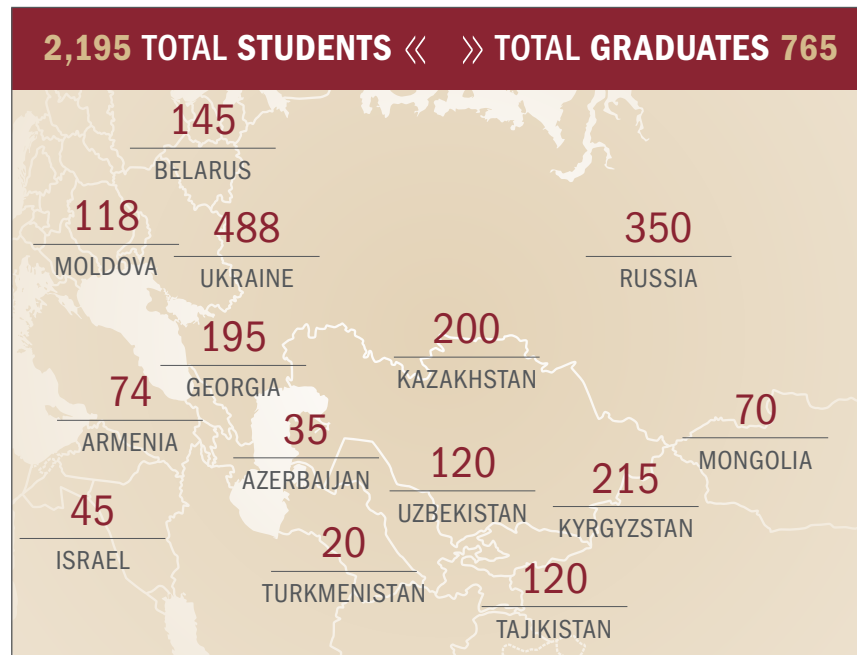 2,195 TOTAL STUDENTS « » TOTAL GRADUATES 765
145
BELARUS
118
MOLDOVA
488
UKRAINE
350
RUSSIA
195
GEORGIA
200
KAZAKHSTAN
74
ARMENIA
35
AZERBAIJAN
70
MONGOLIA
120
UZBEKISTAN
215
KYRGYZSTAN
45
ISRAEL
20
TURKMENISTAN
120
TAJIKISTAN